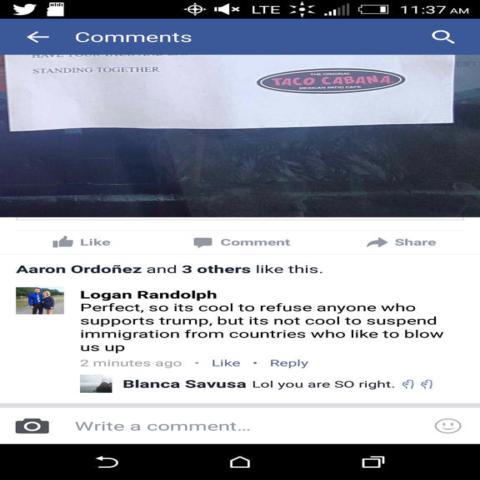 LTE 11:37 AM
Comments
STANDING TOGETHER
THE ORIGINAL
TACO CABANA
MEXICAN PATIO CAFE
Like Comment Share
Aaron Ordoñez and 3 others like this.
Logan Randolph
Perfect, so its cool to refuse anyone who
supports trump, but its not cool to suspend
immigration from countries who like to blow
us up
2 minutes ago · Like · Reply
Blanca Savusa Lol you are SO right.
Write a comment...